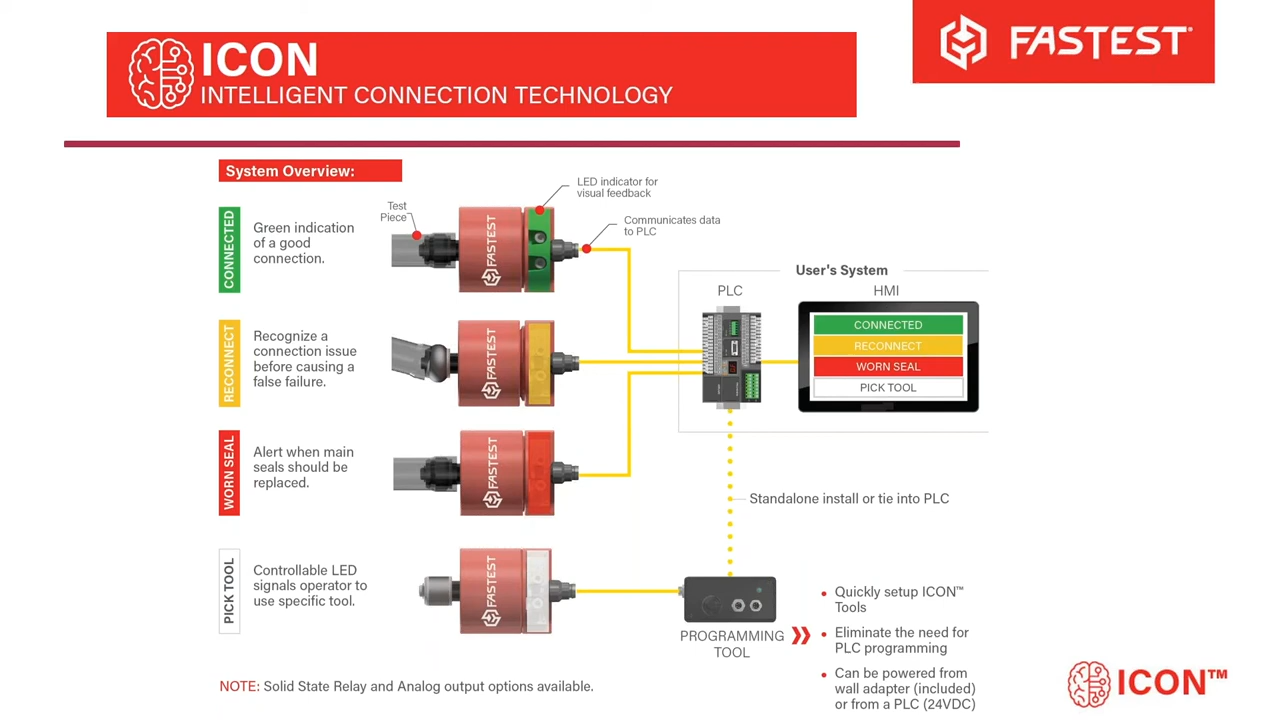 ICON
INTELLIGENT CONNECTION TECHNOLOGY
FASTEST®
System Overview:
LED indicator for
visual feedback
Test
Piece
Communicates data
to PLC
CONNECTED
Green indication
of a good
connection.
FASTEST
User's System
PLC
HMI
CONNECTED
RECONNECT
WORN SEAL
PICK TOOL
RECONNECT
Recognize a
connection issue
before causing a
false failure.
FASTEST
WORN SEAL
Alert when main
seals should be
replaced.
FASTEST
Standalone install or tie into PLC
PICK TOOL
Controllable LED
signals operator to
use specific tool.
FASTEST
PROGRAMMING
TOOL
• Quickly setup ICON™
Tools
• Eliminate the need for
PLC programming
• Can be powered from
wall adapter (included)
or from a PLC (24VDC)
NOTE: Solid State Relay and Analog output options available.
ICON™